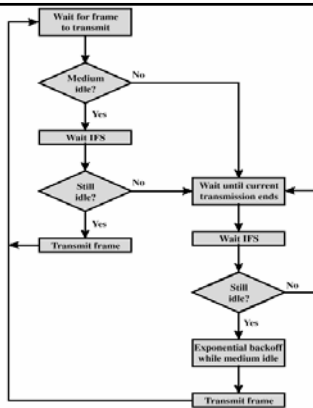 Wait for frame
to transmit
Medium
idle?
No
Yes
Wait IFS
Still
idle?
No
Yes
Transmit frame
Wait until current
transmission ends
Wait IFS
Still
idle?
No
Yes
Exponential backoff
while medium idle
Transmit frame